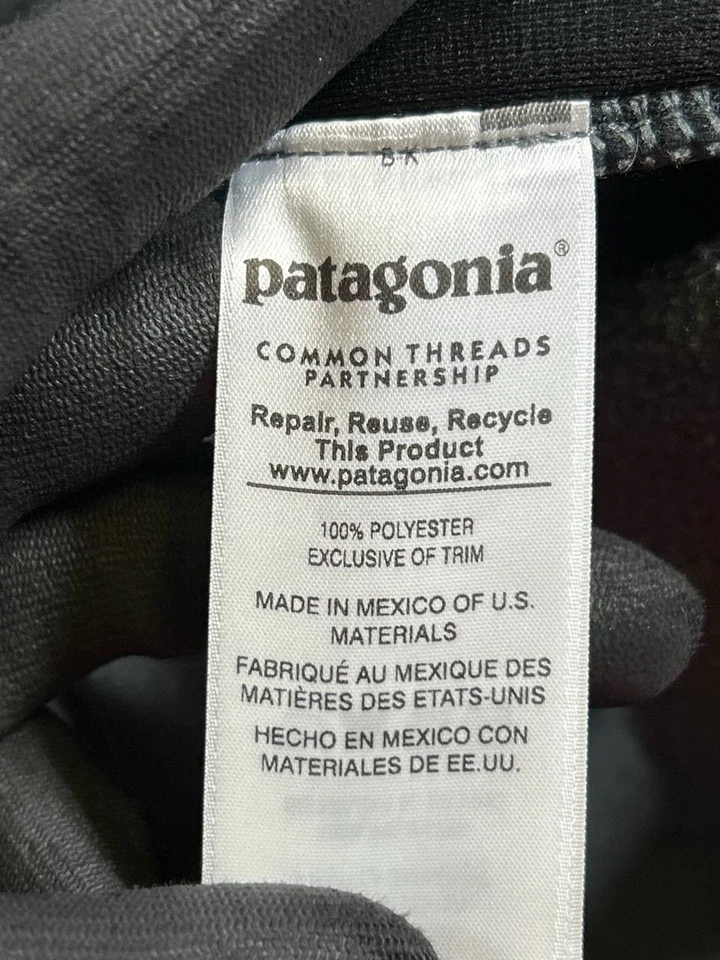 BK
patagonia®
COMMON THREADS
PARTNERSHIP
Repair, Reuse, Recycle
This Product
www.patagonia.com
100% POLYESTER
EXCLUSIVE OF TRIM
MADE IN MEXICO OF U.S.
MATERIALS
FABRIQUÉ AU MEXIQUE DES
MATIÈRES DES ETATS-UNIS
HECHO EN MEXICO CON
MATERIALES DE EE.UU.